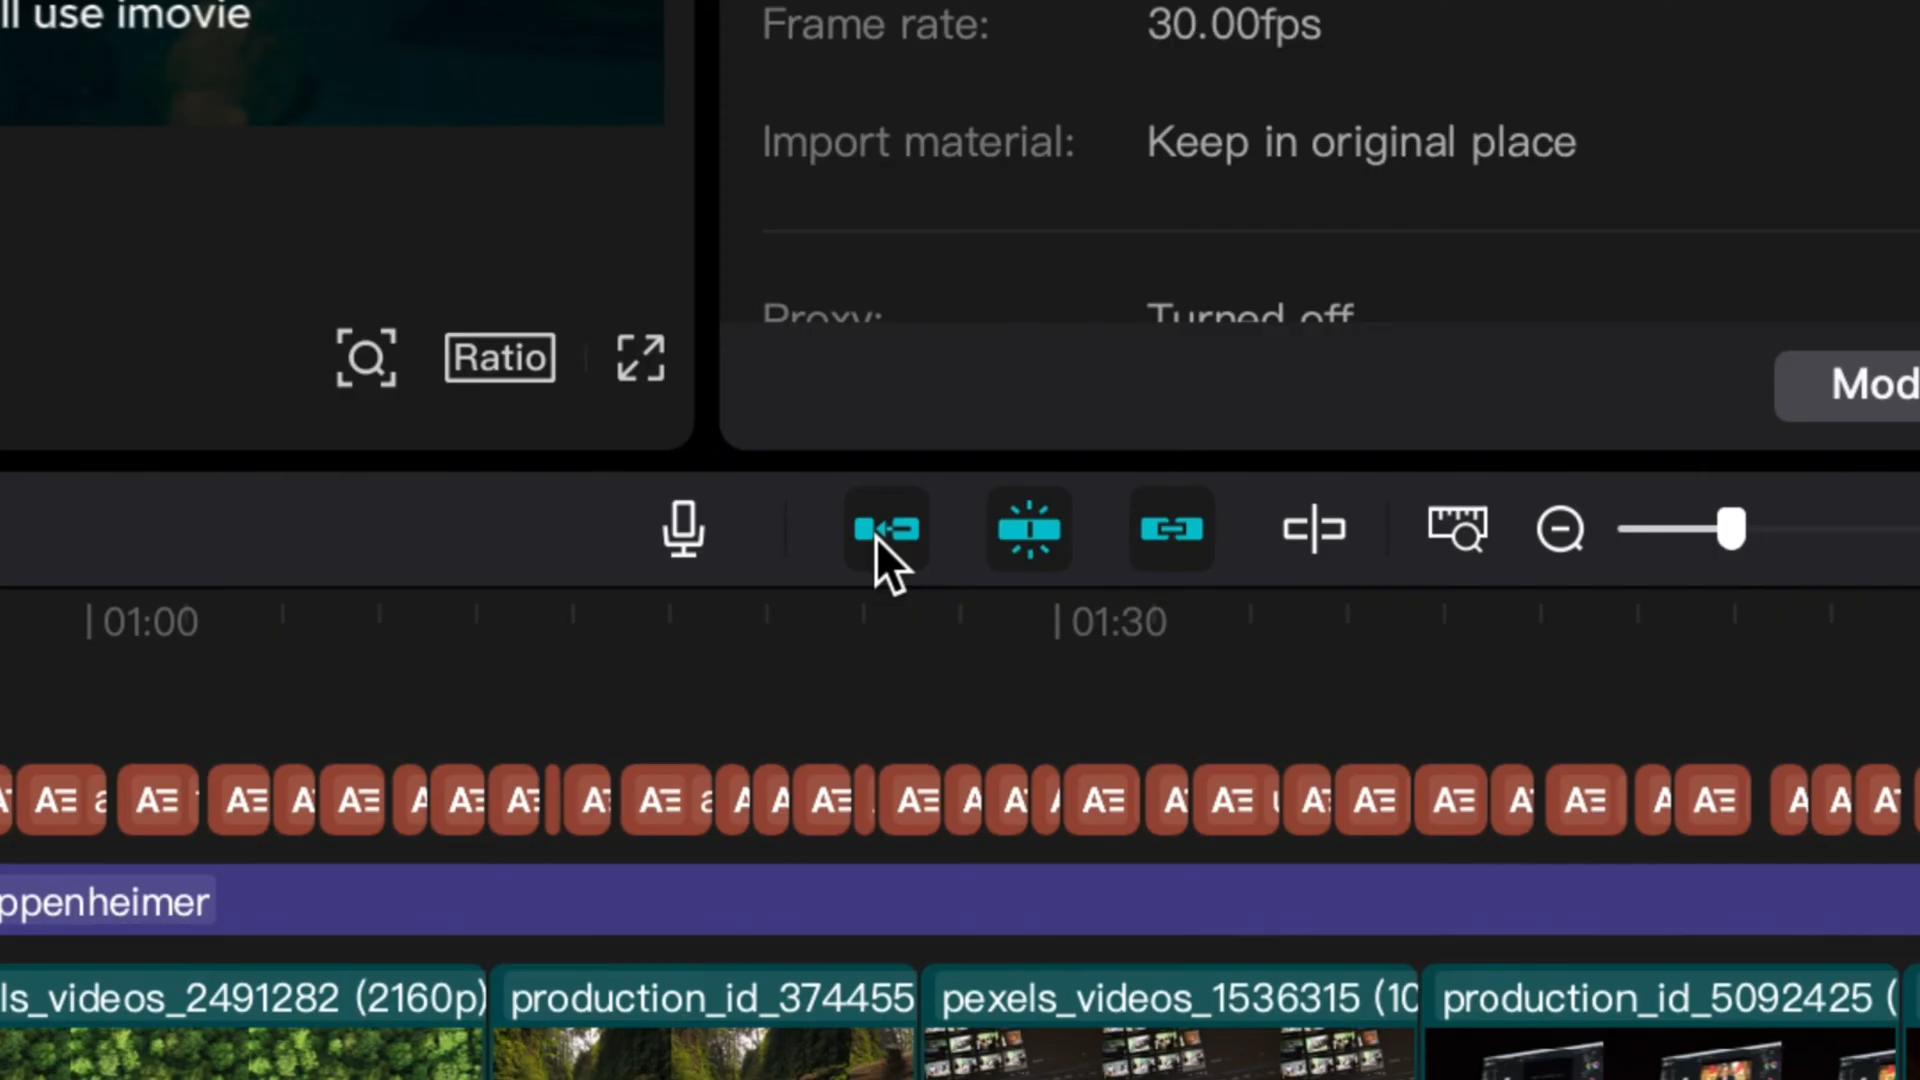 ll use imovie
Frame rate: 30.00fps
Import material: Keep in original place
Proxy: Turned off
Ratio
Mod
01:00 01:30
ppenheimer
ls_videos_2491282 (2160p) production_id_374455 pexels_videos_1536315 (10 production_id_5092425 (